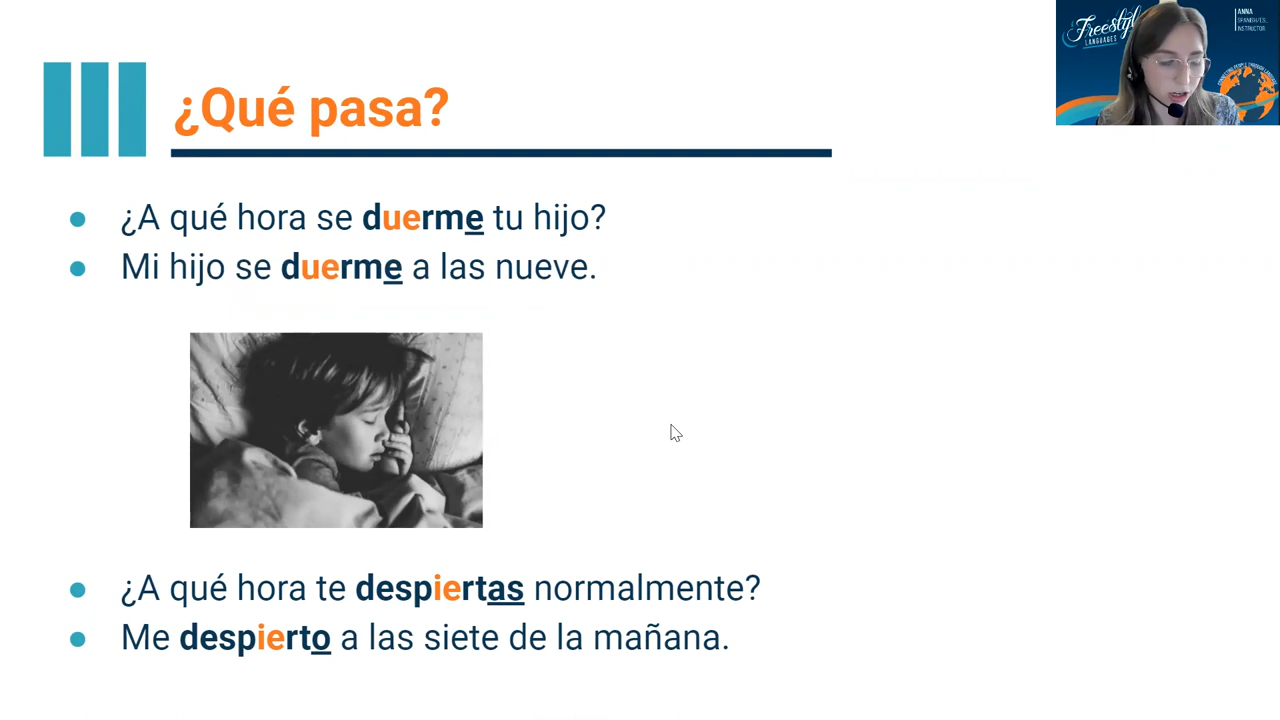 ¿Qué pasa?
¿A qué hora se duerme tu hijo?
Mi hijo se duerme a las nueve.
¿A qué hora te despiertas normalmente?
Me despierto a las siete de la mañana.
LANGUAGES
ANNA
INSTRUCTOR